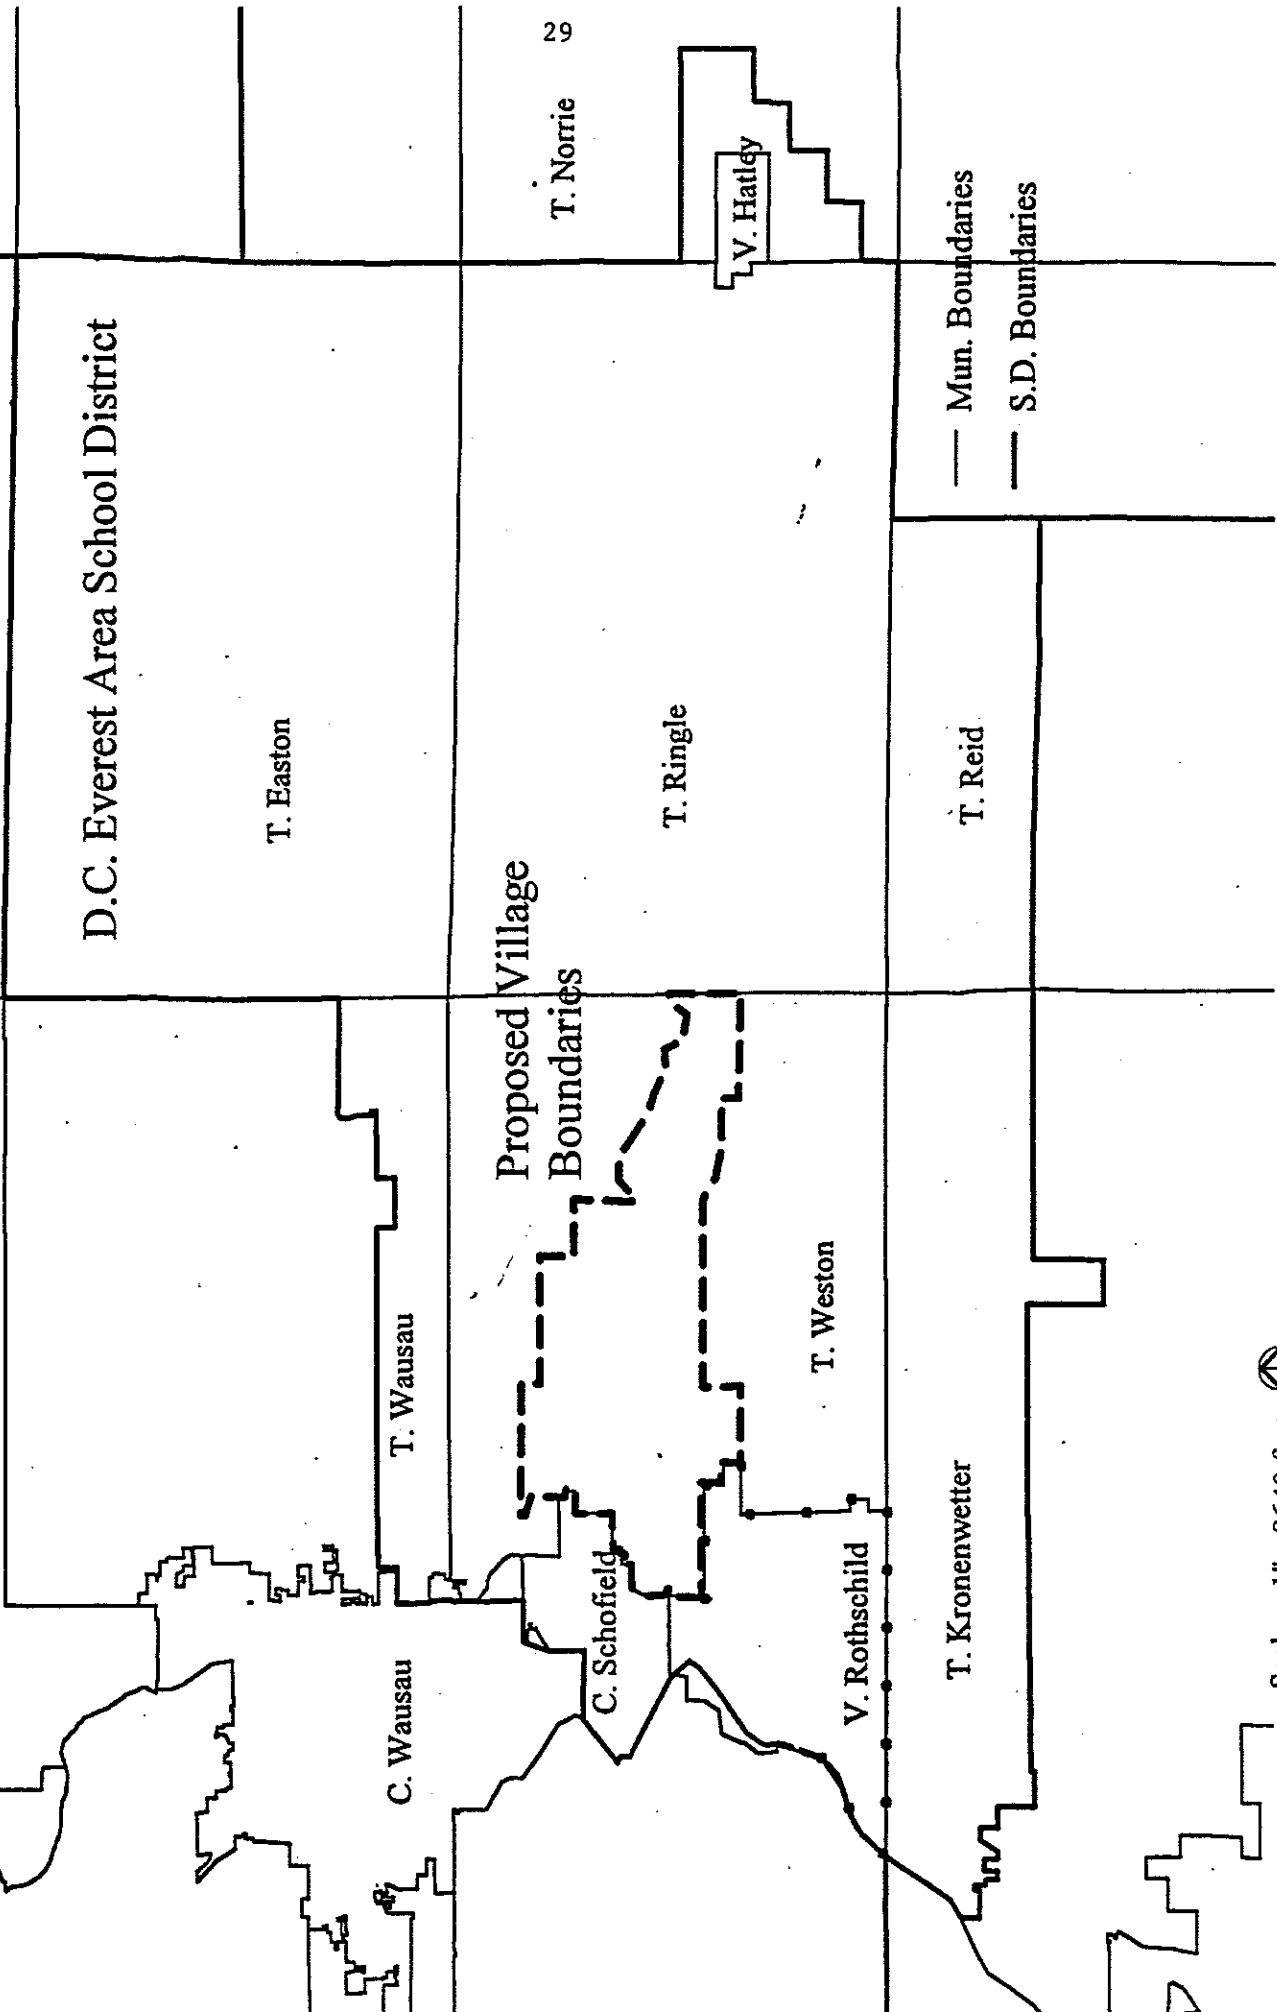 29
D.C. Everest Area School District
T. Easton
T. Norrie
V. Hatley
Proposed Village
Boundaries
T. Ringle
T. Wausau
C. Wausau
C. Schofield
T. Weston
V. Rothschild
T. Reid
T. Kronenwetter
Mun. Boundaries
S.D. Boundaries